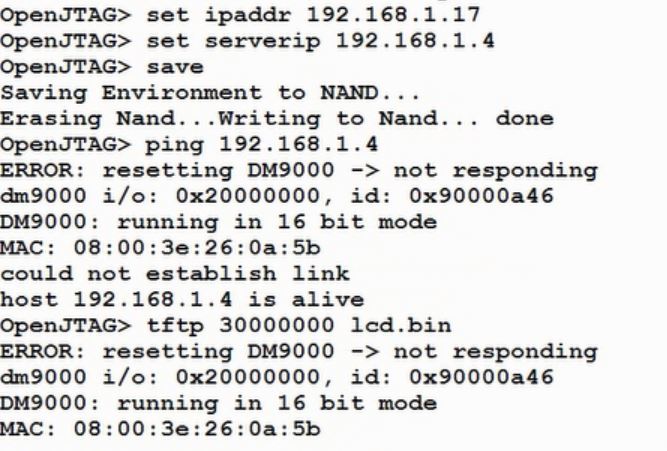 OpenJTAG> set ipaddr 192.168.1.17
OpenJTAG> set serverip 192.168.1.4
OpenJTAG> save
Saving Environment to NAND...
Erasing Nand...Writing to Nand... done
OpenJTAG> ping 192.168.1.4
ERROR: resetting DM9000 -> not responding
dm9000 i/o: 0x20000000, id: 0x90000a46
DM9000: running in 16 bit mode
MAC: 08:00:3e:26:0a:5b
could not establish link
host 192.168.1.4 is alive
OpenJTAG> tftp 30000000 lcd.bin
ERROR: resetting DM9000 -> not responding
dm9000 i/o: 0x20000000, id: 0x90000a46
DM9000: running in 16 bit mode
MAC: 08:00:3e:26:0a:5b